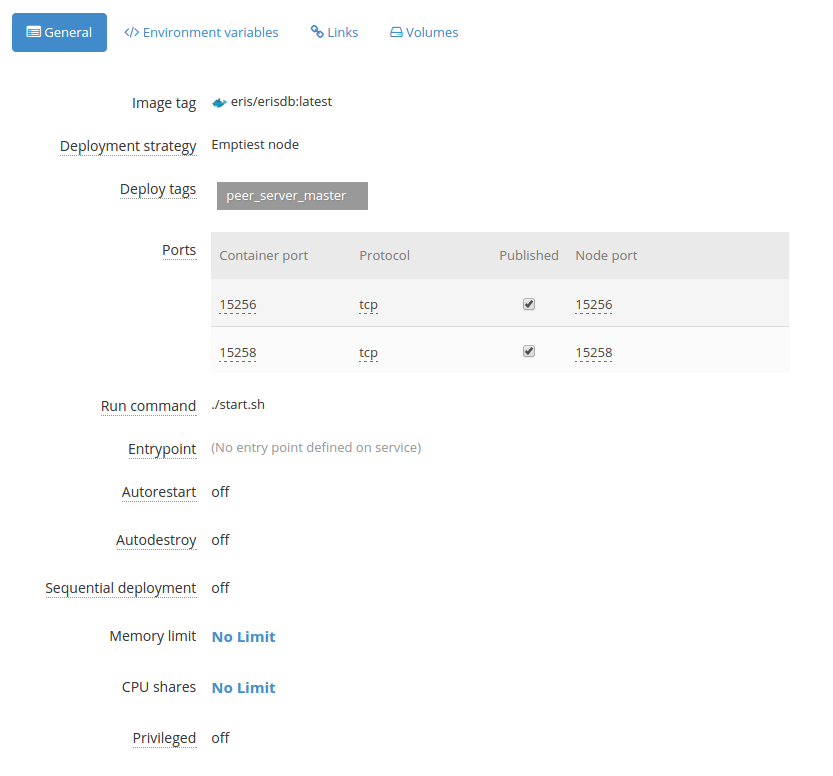 General Environment variables Links Volumes
Image tag eris/erisdb:latest
Deployment strategy Emptiest node
Deploy tags peer_server_master
Ports Container port Protocol Published Node port
15256 tcp 15256
15258 tcp 15258
Run command ./start.sh
Entrypoint (No entry point defined on service)
Autorestart off
Autodestroy off
Sequential deployment off
Memory limit No Limit
CPU shares No Limit
Privileged off